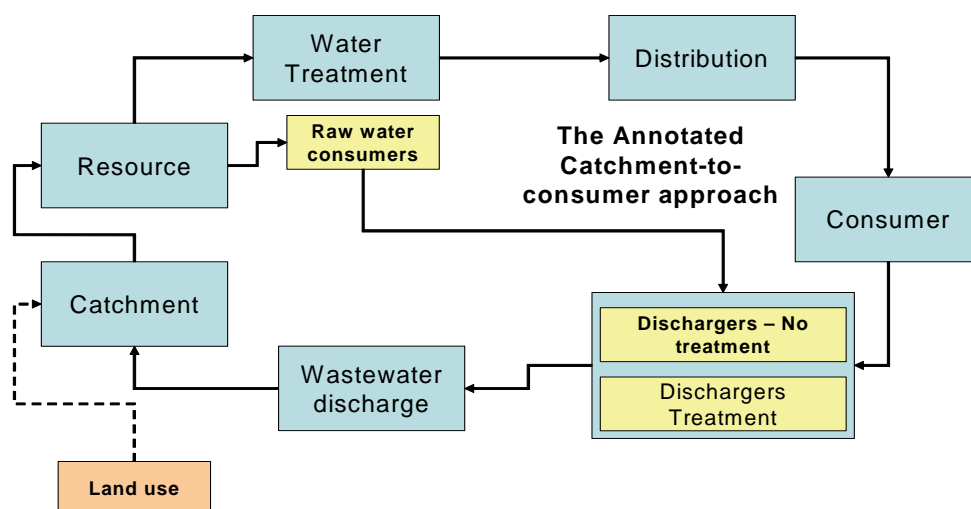 Water
Treatment
Distribution
Raw water
consumers
The Annotated
Catchment-to-
consumer approach
Resource
Consumer
Catchment
Dischargers – No
treatment
Wastewater
discharge
Dischargers
Treatment
Land use